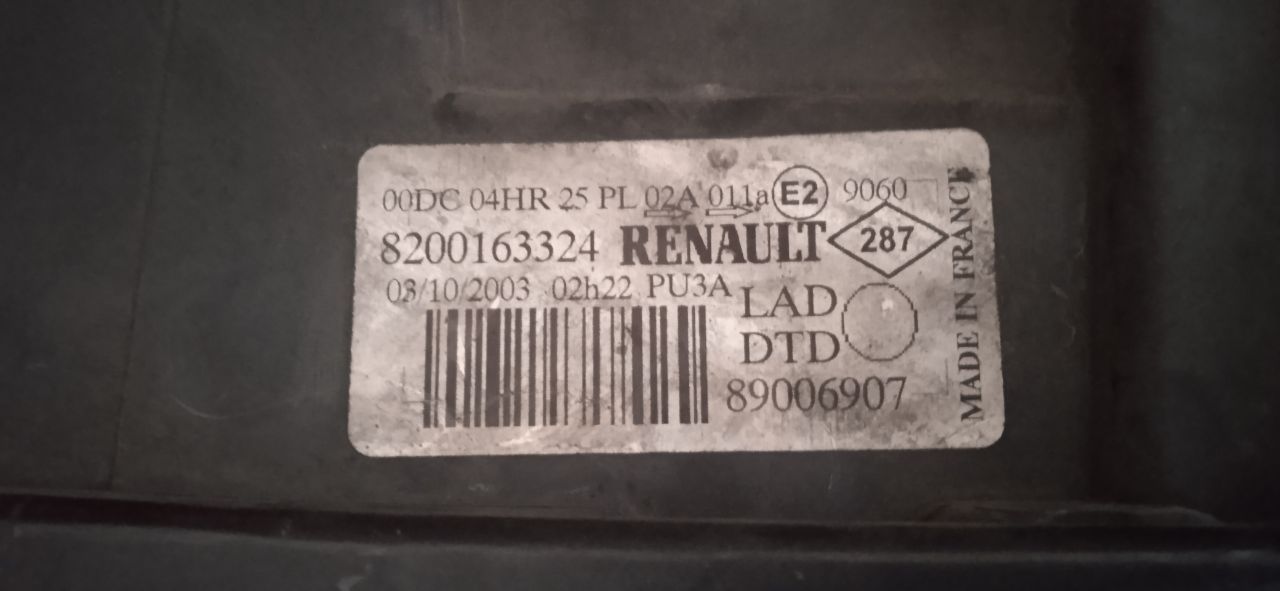 00DC 04HR 25 PL 02A 011a E2 9060
8200163324 RENAULT 287
03/10/2003 02h22 PU3A
LAD
DTD
89006907
MADE IN FRANCE